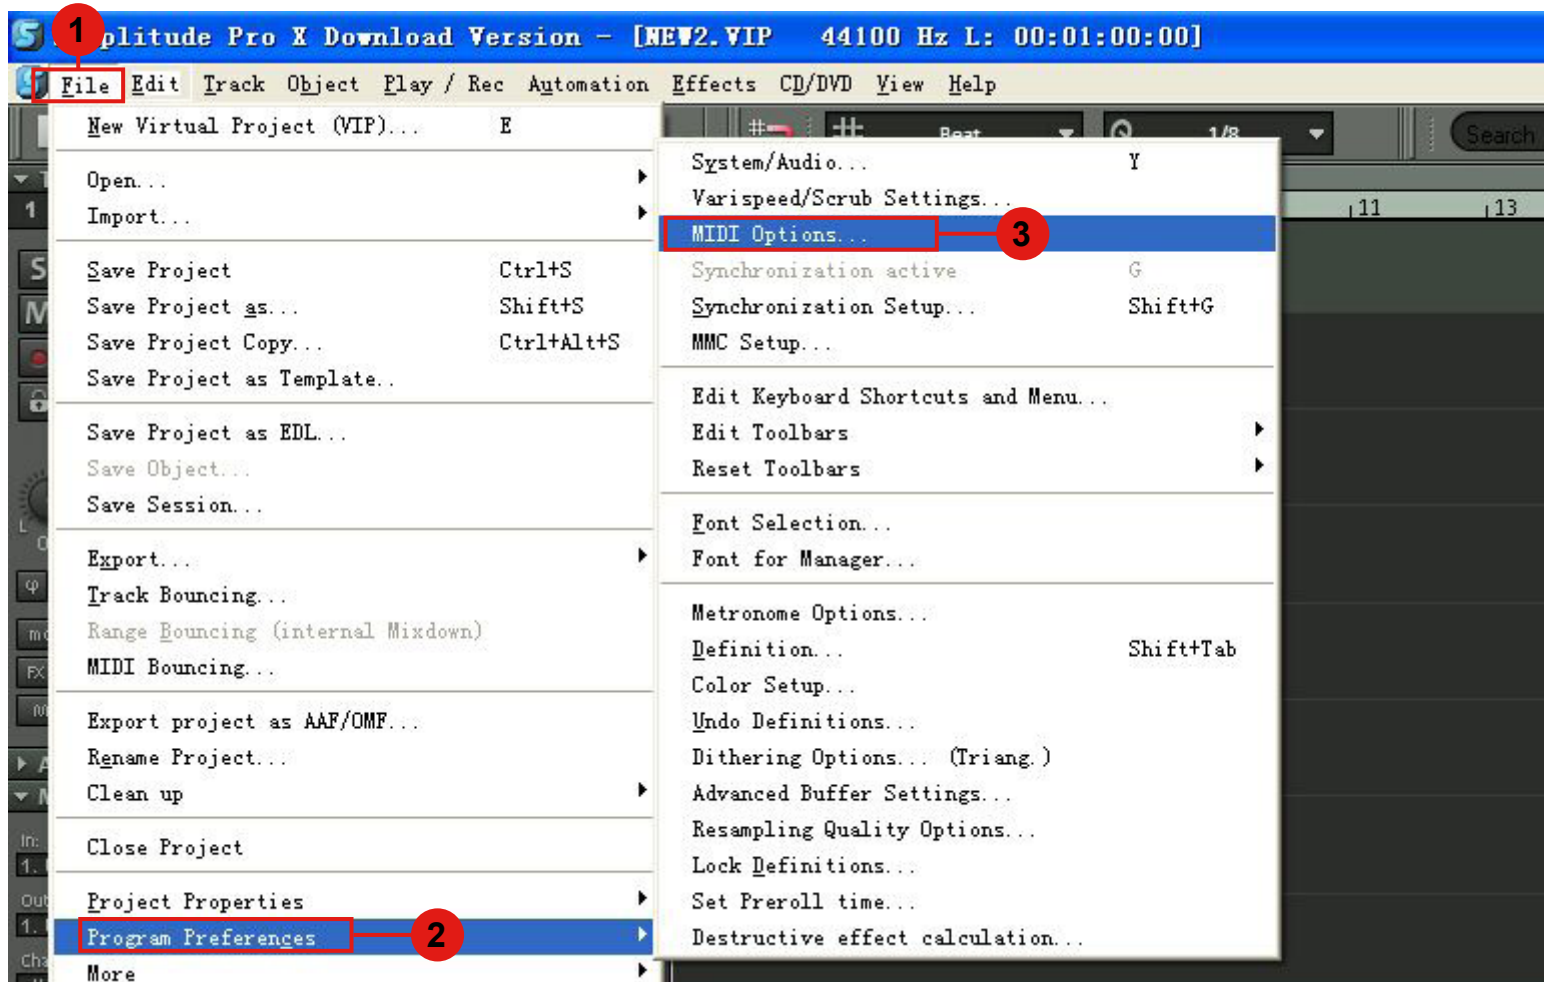 1
plitude Pro X Download Version - [NEW2.VIP 44100 Hz L: 00:01:00:00]
File Edit Track Object Play / Rec Automation Effects CD/DVD View Help
New Virtual Project (VIP)... E
Open...
Import...
Save Project Ctrl+S
Save Project as... Shift+S
Save Project Copy... Ctrl+Alt+S
Save Project as Template..
Save Project as EDL...
Save Object...
Save Session...
Export...
Track Bouncing...
Range Bouncing (internal Mixdown)
MIDI Bouncing...
Export project as AAF/OMF...
Rename Project...
Clean up
Close Project
Project Properties
Program Preferences 2
More
Beat 1/8 Search
System/Audio... Y
Varispeed/Scrub Settings...
MIDI Options... 3
Synchronization active G
Synchronization Setup... Shift+G
MMC Setup...
Edit Keyboard Shortcuts and Menu...
Edit Toolbars
Reset Toolbars
Font Selection...
Font for Manager...
Metronome Options...
Definition... Shift+Tab
Color Setup...
Undo Definitions...
Dithering Options... (Triang.)
Advanced Buffer Settings...
Resampling Quality Options...
Lock Definitions...
Set Preroll time...
Destructive effect calculation...
11 13
1
S
M
L
φ
FX
In:
1.
Out
1.